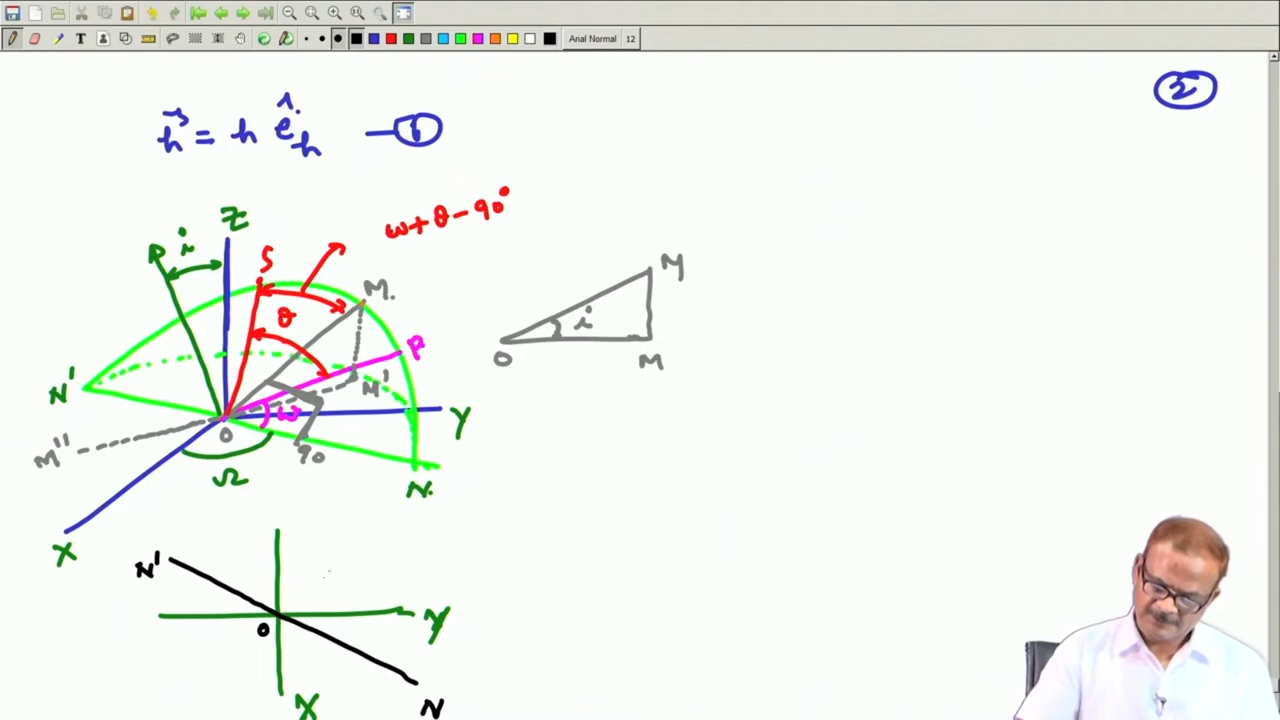 Arial Normal 12
2
h⃗ = h ê_h — ①
ω+θ-90°
Z
i
S
M
θ
M
P
i
N'
O
M
M'
ω
Y
M''
O
90
Ω
N
X
N'
O
Y
X
N